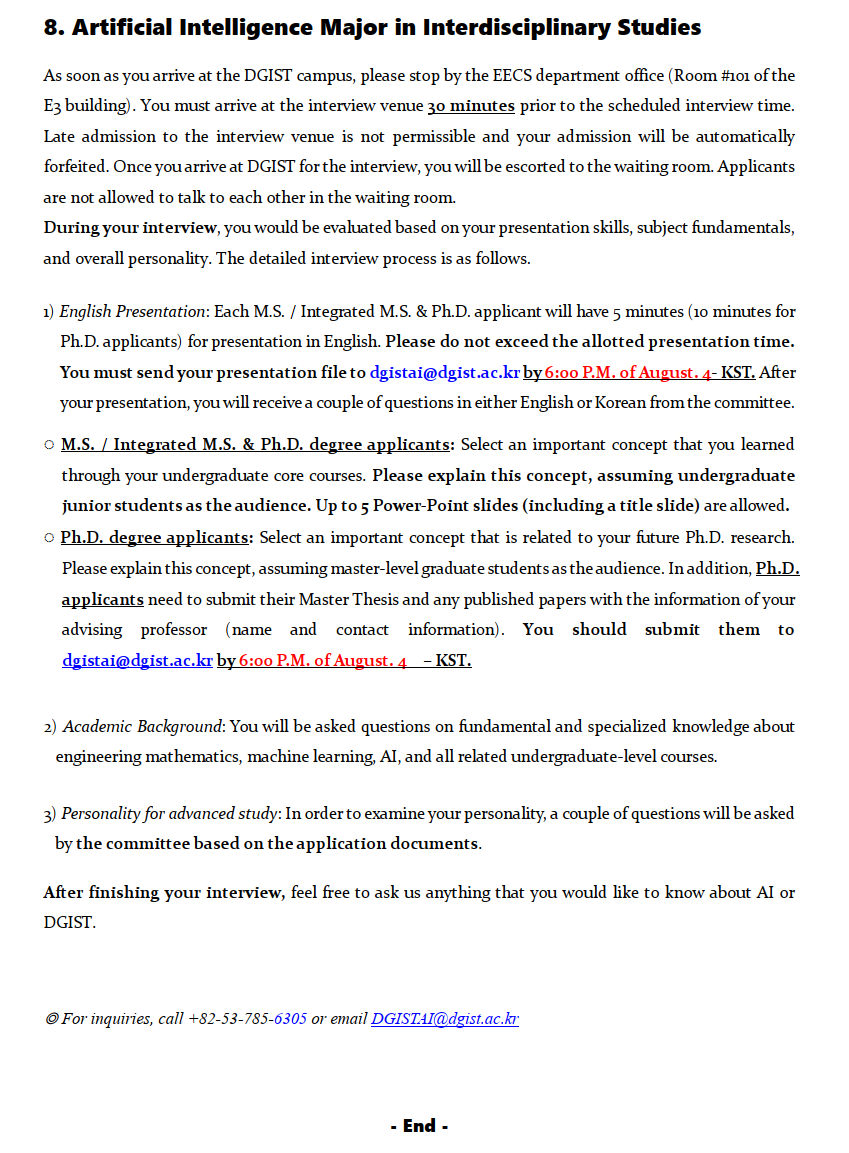 8. Artificial Intelligence Major in Interdisciplinary Studies
As soon as you arrive at the DGIST campus, please stop by the EECS department office (Room #101 of the
E3 building). You must arrive at the interview venue 30 minutes prior to the scheduled interview time.
Late admission to the interview venue is not permissible and your admission will be automatically
forfeited. Once you arrive at DGIST for the interview, you will be escorted to the waiting room. Applicants
are not allowed to talk to each other in the waiting room.
During your interview, you would be evaluated based on your presentation skills, subject fundamentals,
and overall personality. The detailed interview process is as follows.
1) English Presentation: Each M.S. / Integrated M.S. & Ph.D. applicant will have 5 minutes (10 minutes for
Ph.D. applicants) for presentation in English. Please do not exceed the allotted presentation time.
You must send your presentation file to dgistai@dgist.ac.kr by 6:00 P.M. of August. 4- KST. After
your presentation, you will receive a couple of questions in either English or Korean from the committee.
○ M.S. / Integrated M.S. & Ph.D. degree applicants: Select an important concept that you learned
through your undergraduate core courses. Please explain this concept, assuming undergraduate
junior students as the audience. Up to 5 Power-Point slides (including a title slide) are allowed.
○ Ph.D. degree applicants: Select an important concept that is related to your future Ph.D. research.
Please explain this concept, assuming master-level graduate students as the audience. In addition, Ph.D.
applicants need to submit their Master Thesis and any published papers with the information of your
advising professor (name and contact information). You should submit them to
dgistai@dgist.ac.kr by 6:00 P.M. of August. 4 – KST.
2) Academic Background: You will be asked questions on fundamental and specialized knowledge about
engineering mathematics, machine learning, AI, and all related undergraduate-level courses.
3) Personality for advanced study: In order to examine your personality, a couple of questions will be asked
by the committee based on the application documents.
After finishing your interview, feel free to ask us anything that you would like to know about AI or
DGIST.
◎ For inquiries, call +82-53-785-6305 or email DGISTAI@dgist.ac.kr
- End -